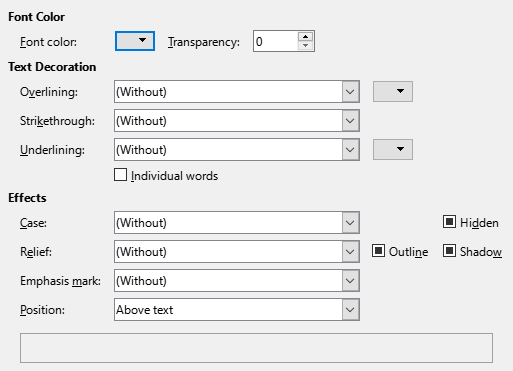 Font Color
Font color: Transparency: 0
Text Decoration
Overlining: (Without)
Strikethrough: (Without)
Underlining: (Without)
Individual words
Effects
Case: (Without) Hidden
Relief: (Without) Outline Shadow
Emphasis mark: (Without)
Position: Above text